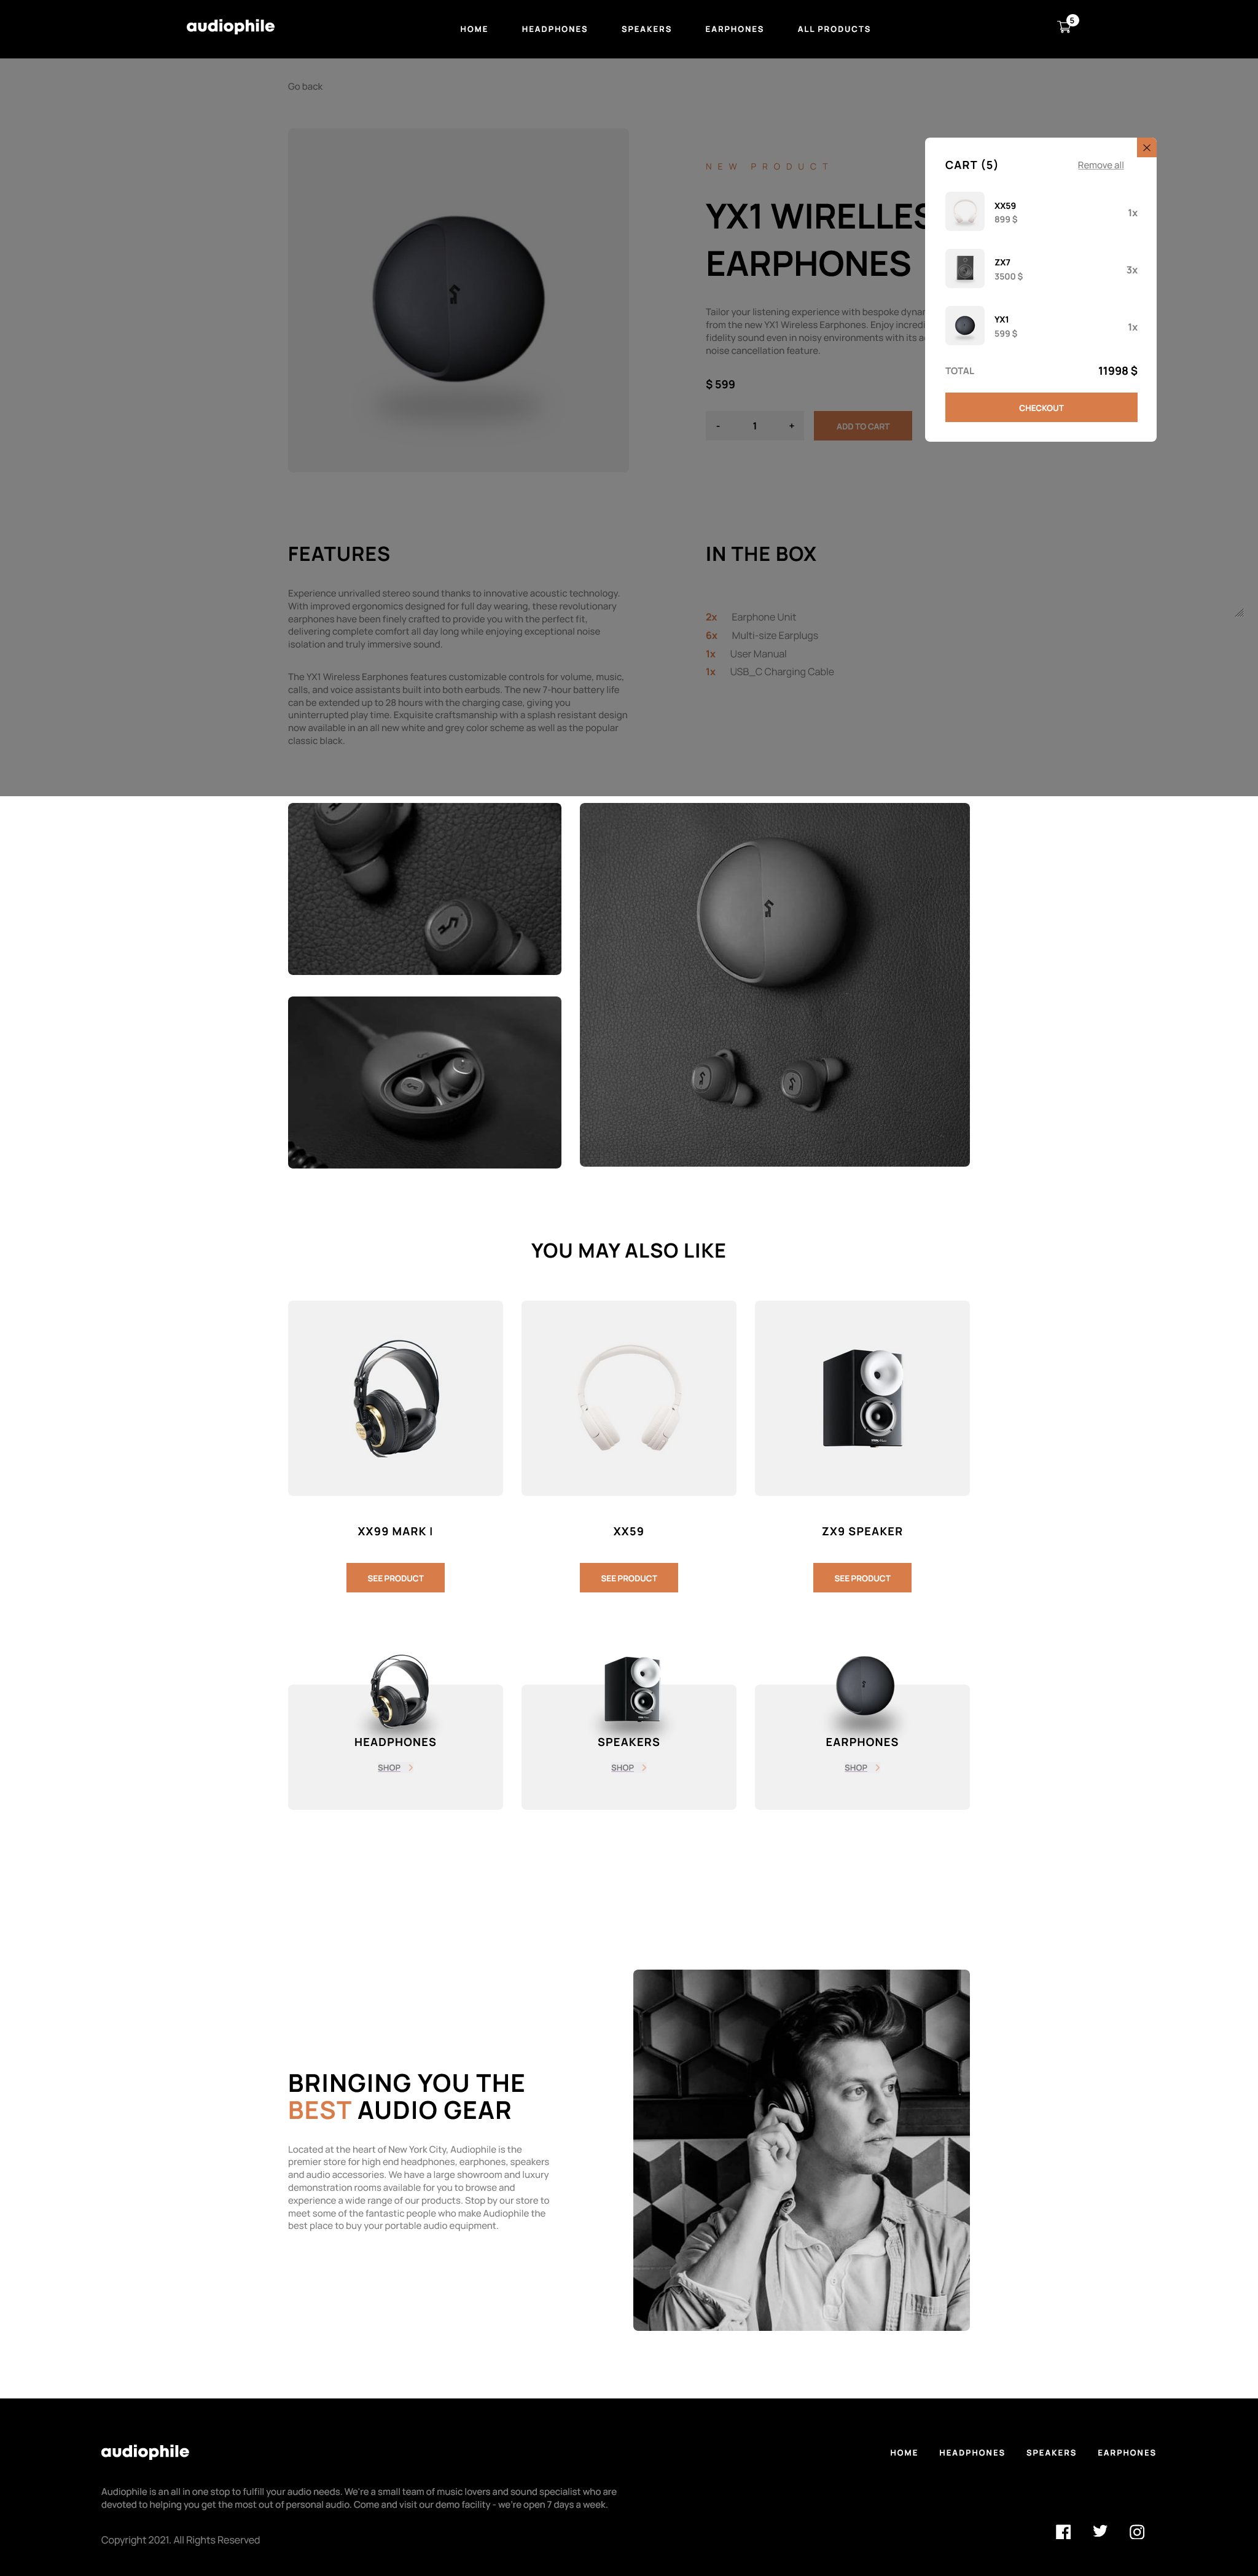 audiophile
HOME HEADPHONES SPEAKERS EARPHONES ALL PRODUCTS
5
Go back
NEW PRODUCT
YX1 WIRELLES
EARPHONES
Tailor your listening experience with bespoke dynar
from the new YX1 Wireless Earphones. Enjoy incredi
fidelity sound even in noisy environments with its a
noise cancellation feature.
$ 599
- 1 +
ADD TO CART
CART (5)
Remove all
XX59
899 $
1x
ZX7
3500 $
3x
YX1
599 $
1x
TOTAL
11998 $
CHECKOUT
FEATURES
Experience unrivalled stereo sound thanks to innovative acoustic technology.
With improved ergonomics designed for full day wearing, these revolutionary
earphones have been finely crafted to provide you with the perfect fit,
delivering complete comfort all day long while enjoying exceptional noise
isolation and truly immersive sound.
The YX1 Wireless Earphones features customizable controls for volume, music,
calls, and voice assistants built into both earbuds. The new 7-hour battery life
can be extended up to 28 hours with the charging case, giving you
uninterrupted play time. Exquisite craftsmanship with a splash resistant design
now available in an all new white and grey color scheme as well as the popular
classic black.
IN THE BOX
2x Earphone Unit
6x Multi-size Earplugs
1x User Manual
1x USB_C Charging Cable
YOU MAY ALSO LIKE
XX99 MARK I
XX59
ZX9 SPEAKER
SEE PRODUCT
SEE PRODUCT
SEE PRODUCT
HEADPHONES
SPEAKERS
EARPHONES
SHOP
SHOP
SHOP
BRINGING YOU THE
BEST AUDIO GEAR
Located at the heart of New York City, Audiophile is the
premier store for high end headphones, earphones, speakers
and audio accessories. We have a large showroom and luxury
demonstration rooms available for you to browse and
experience a wide range of our products. Stop by our store to
meet some of the fantastic people who make Audiophile the
best place to buy your portable audio equipment.
audiophile
HOME HEADPHONES SPEAKERS EARPHONES
Audiophile is an all in one stop to fulfill your audio needs. We're a small team of music lovers and sound specialist who are
devoted to helping you get the most out of personal audio. Come and visit our demo facility - we're open 7 days a week.
Copyright 2021. All Rights Reserved